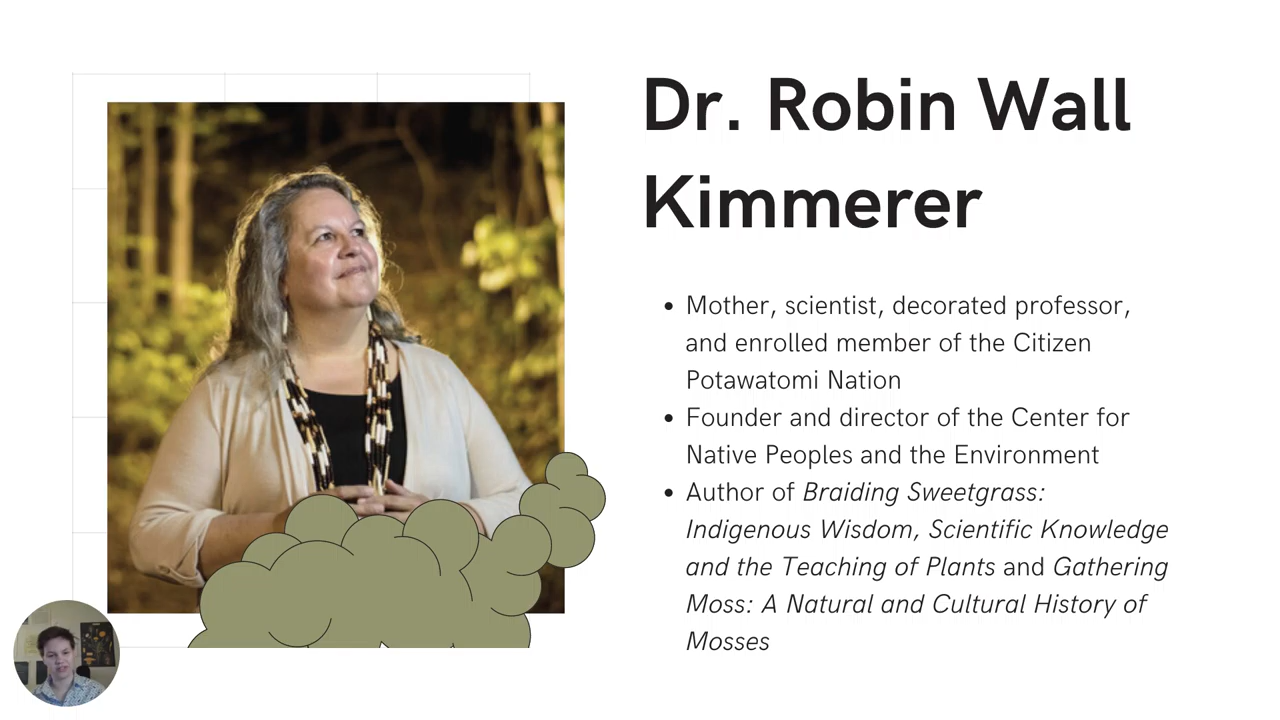 Dr. Robin Wall
Kimmerer
• Mother, scientist, decorated professor,
and enrolled member of the Citizen
Potawatomi Nation
• Founder and director of the Center for
Native Peoples and the Environment
• Author of Braiding Sweetgrass:
Indigenous Wisdom, Scientific Knowledge
and the Teaching of Plants and Gathering
Moss: A Natural and Cultural History of
Mosses